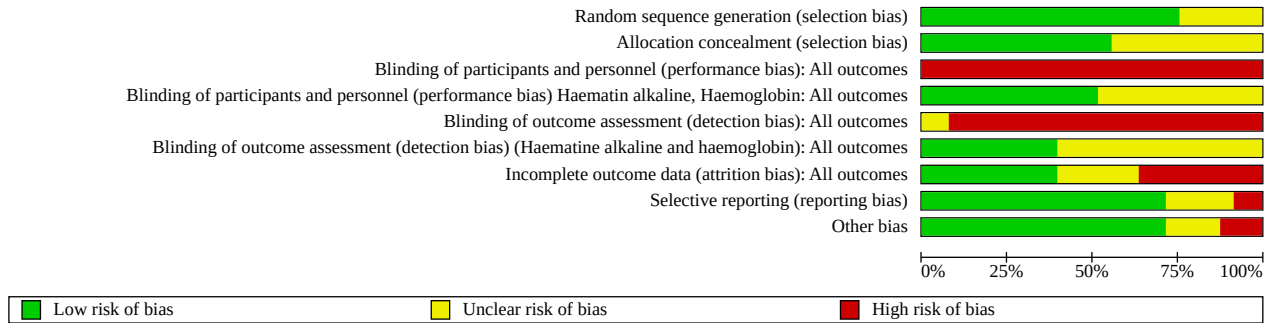 Random sequence generation (selection bias)
Allocation concealment (selection bias)
Blinding of participants and personnel (performance bias): All outcomes
Blinding of participants and personnel (performance bias) Haematin alkaline, Haemoglobin: All outcomes
Blinding of outcome assessment (detection bias): All outcomes
Blinding of outcome assessment (detection bias) (Haematine alkaline and haemoglobin): All outcomes
Incomplete outcome data (attrition bias): All outcomes
Selective reporting (reporting bias)
Other bias
0% 25% 50% 75% 100%
Low risk of bias Unclear risk of bias High risk of bias